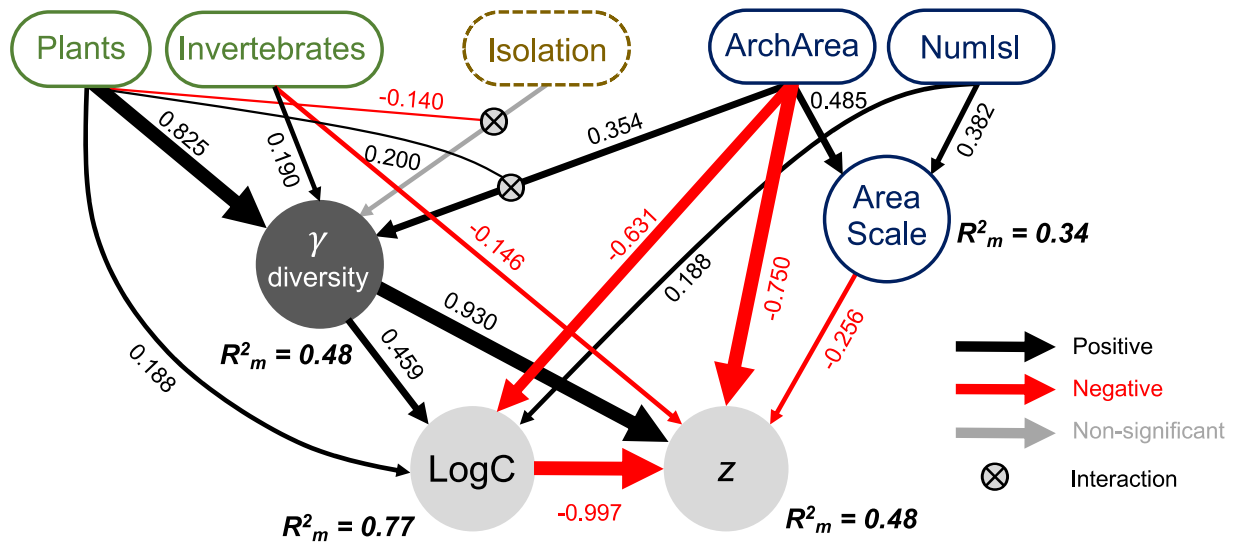 Plants
Invertebrates
Isolation
ArchArea
NumIsl
-0.140
0.485
0.825
0.190
0.200
0.354
0.382
γ
diversity
Area
Scale
R²m = 0.34
-0.146
-0.631
0.188
-0.750
0.930
-0.256
R²m = 0.48
0.459
0.188
Positive
Negative
Non-significant
Interaction
LogC
z
-0.997
R²m = 0.77
R²m = 0.48